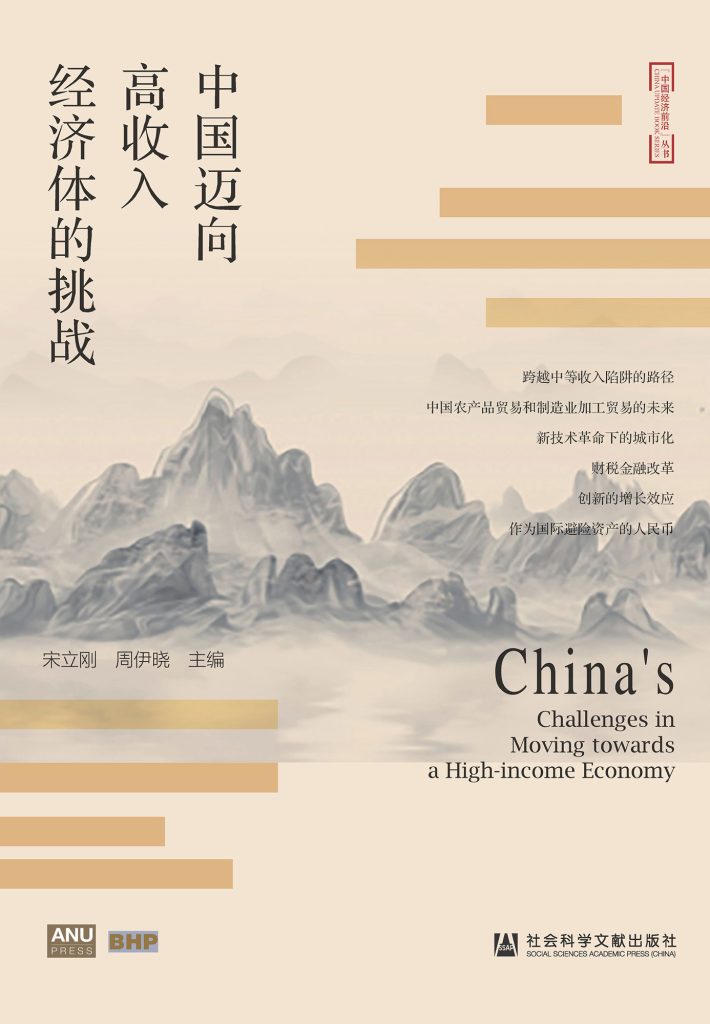 中国迈向
高收入
经济体的挑战
「中国经济前沿」丛书
CHINA UPDATE BOOK SERIES
跨越中等收入陷阱的路径
中国农产品贸易和制造业加工贸易的未来
新技术革命下的城市化
财税金融改革
创新的增长效应
作为国际避险资产的人民币
宋立刚 周伊晓 主编
China's
Challenges in
Moving towards
a High-income Economy
ANU
PRESS
BHP
SSAP
社会科学文献出版社
SOCIAL SCIENCES ACADEMIC PRESS (CHINA)